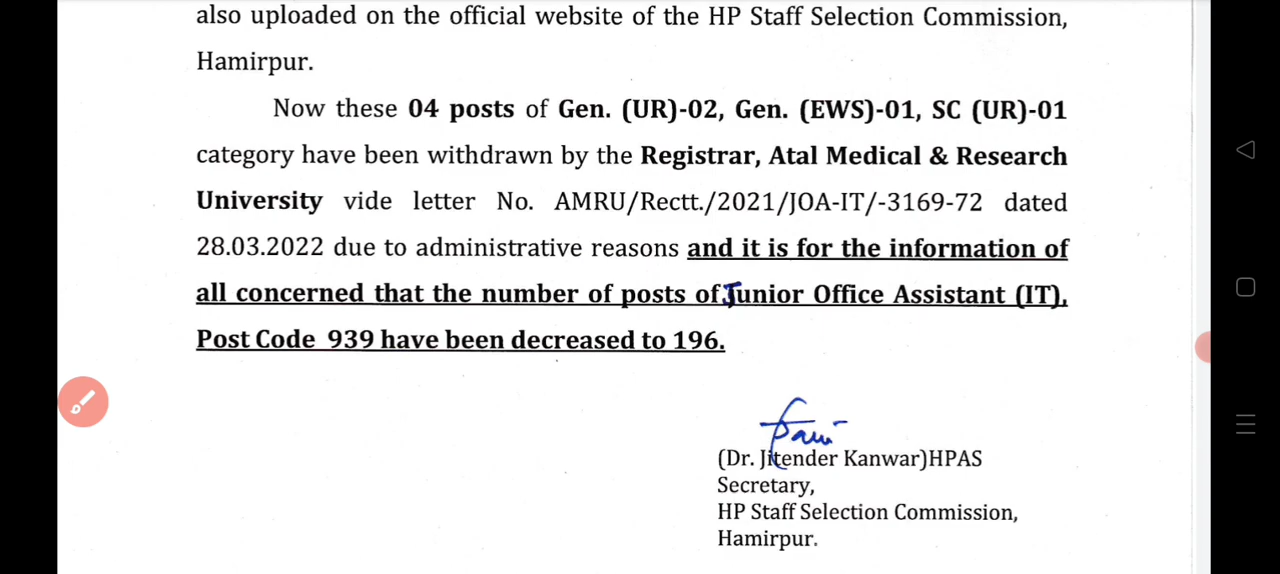 also uploaded on the official website of the HP Staff Selection Commission,
Hamirpur.
Now these 04 posts of Gen. (UR)-02, Gen. (EWS)-01, SC (UR)-01
category have been withdrawn by the Registrar, Atal Medical & Research
University vide letter No. AMRU/Rectt./2021/JOA-IT/-3169-72 dated
28.03.2022 due to administrative reasons and it is for the information of
all concerned that the number of posts of Junior Office Assistant (IT),
Post Code 939 have been decreased to 196.
(Dr. Jitender Kanwar)HPAS
Secretary,
HP Staff Selection Commission,
Hamirpur.